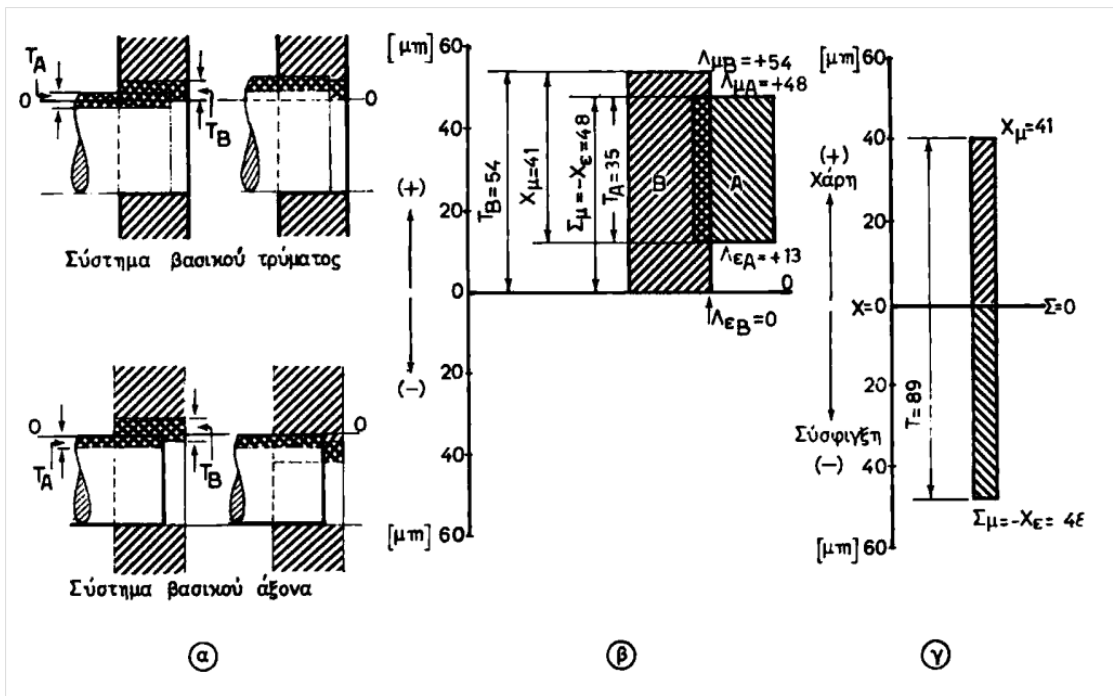 T_A
0
T_B
0
Σύστημα βασικού τρύματος
0
T_A
T_B
0
Σύστημα βασικού άξονα
α
[μm] 60
40
(+)
20
0
20
(-)
40
[μm] 60
T_B=54
X_μ=41
Σ_μ=-X_ε=48
T_A=35
B
A
Λ_μB=+54
Λ_μA=+48
Λ_εA=+13
0
Λ_εB=0
β
[μm] 60
40
(+)
Χάρη
20
X=0
Σ=0
20
Σύσφιγξη
(-)
40
[μm] 60
X_μ=41
T=89
Σ_μ=-X_ε=48
γ